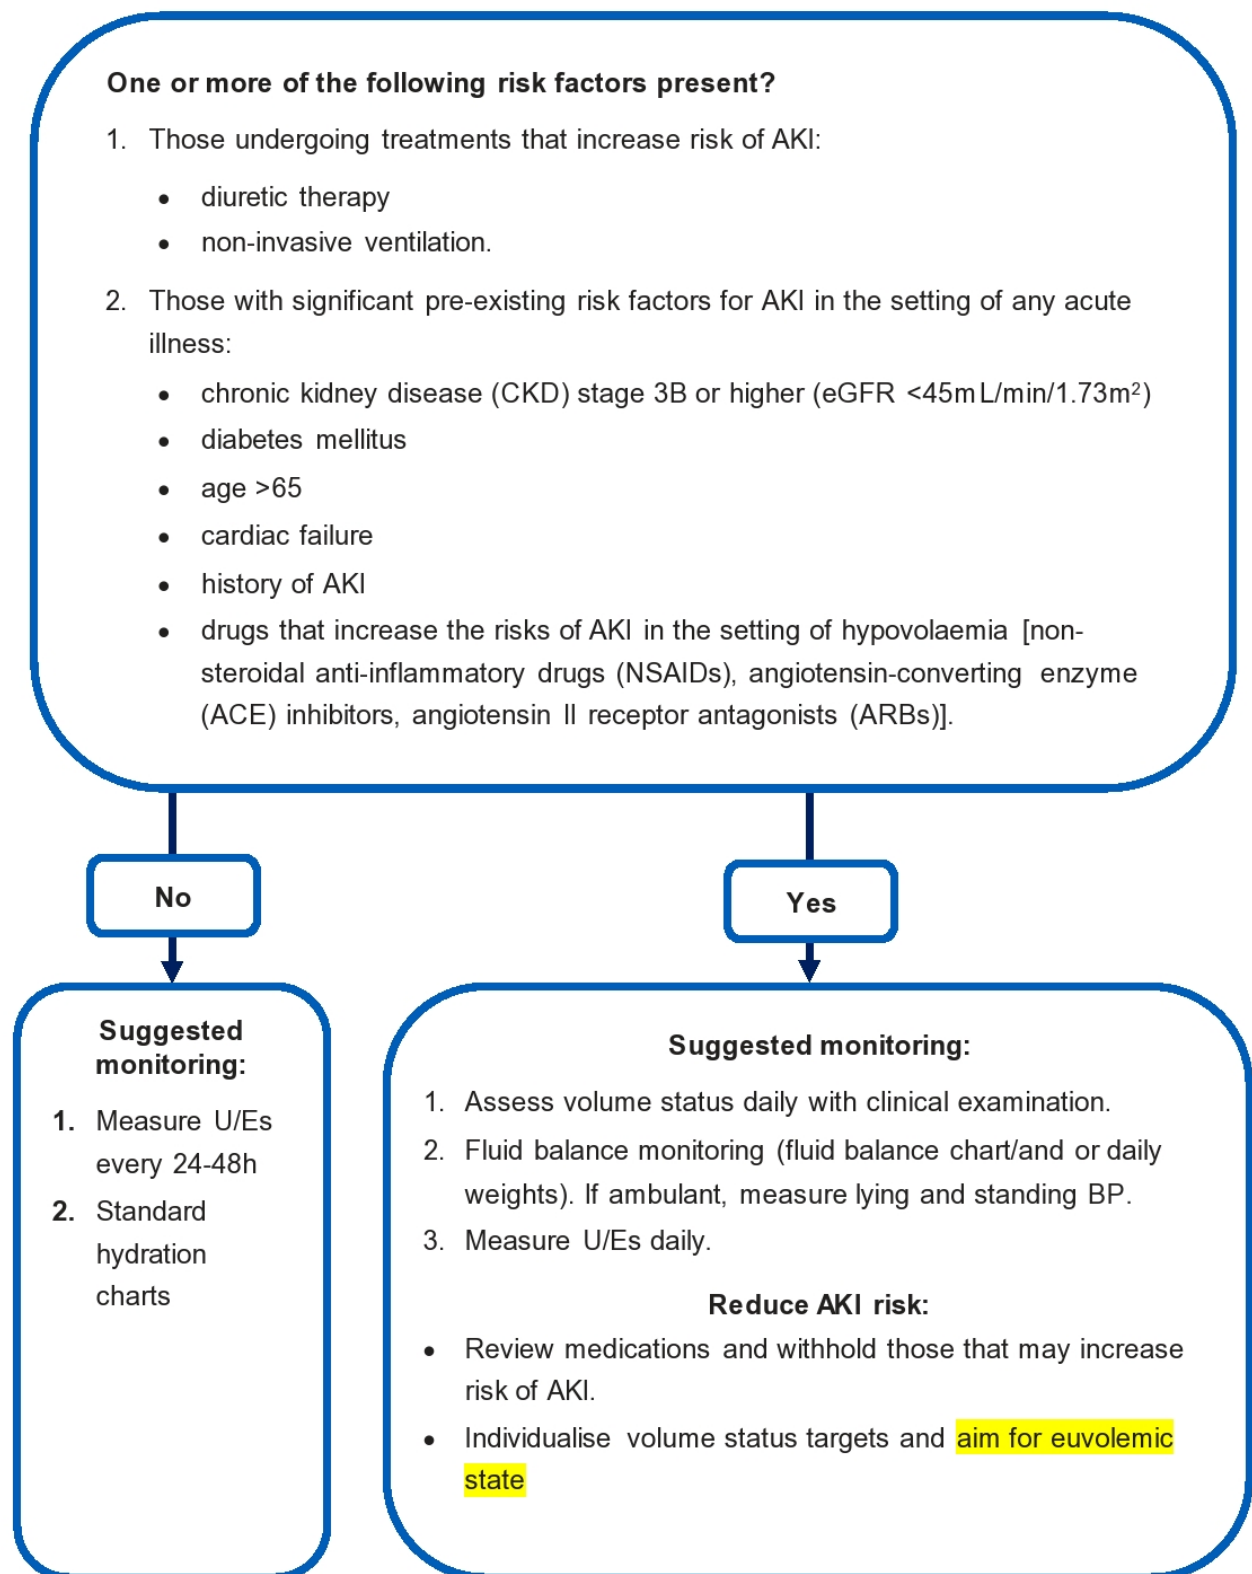 One or more of the following risk factors present?
1. Those undergoing treatments that increase risk of AKI:
• diuretic therapy
• non-invasive ventilation.
2. Those with significant pre-existing risk factors for AKI in the setting of any acute
illness:
• chronic kidney disease (CKD) stage 3B or higher (eGFR <45mL/min/1.73m²)
• diabetes mellitus
• age >65
• cardiac failure
• history of AKI
• drugs that increase the risks of AKI in the setting of hypovolaemia [non-
steroidal anti-inflammatory drugs (NSAIDs), angiotensin-converting enzyme
(ACE) inhibitors, angiotensin II receptor antagonists (ARBs)].
No
Yes
Suggested
monitoring:
1. Measure U/Es
every 24-48h
2. Standard
hydration
charts
Suggested monitoring:
1. Assess volume status daily with clinical examination.
2. Fluid balance monitoring (fluid balance chart/and or daily
weights). If ambulant, measure lying and standing BP.
3. Measure U/Es daily.
Reduce AKI risk:
• Review medications and withhold those that may increase
risk of AKI.
• Individualise volume status targets and aim for euvolemic
state